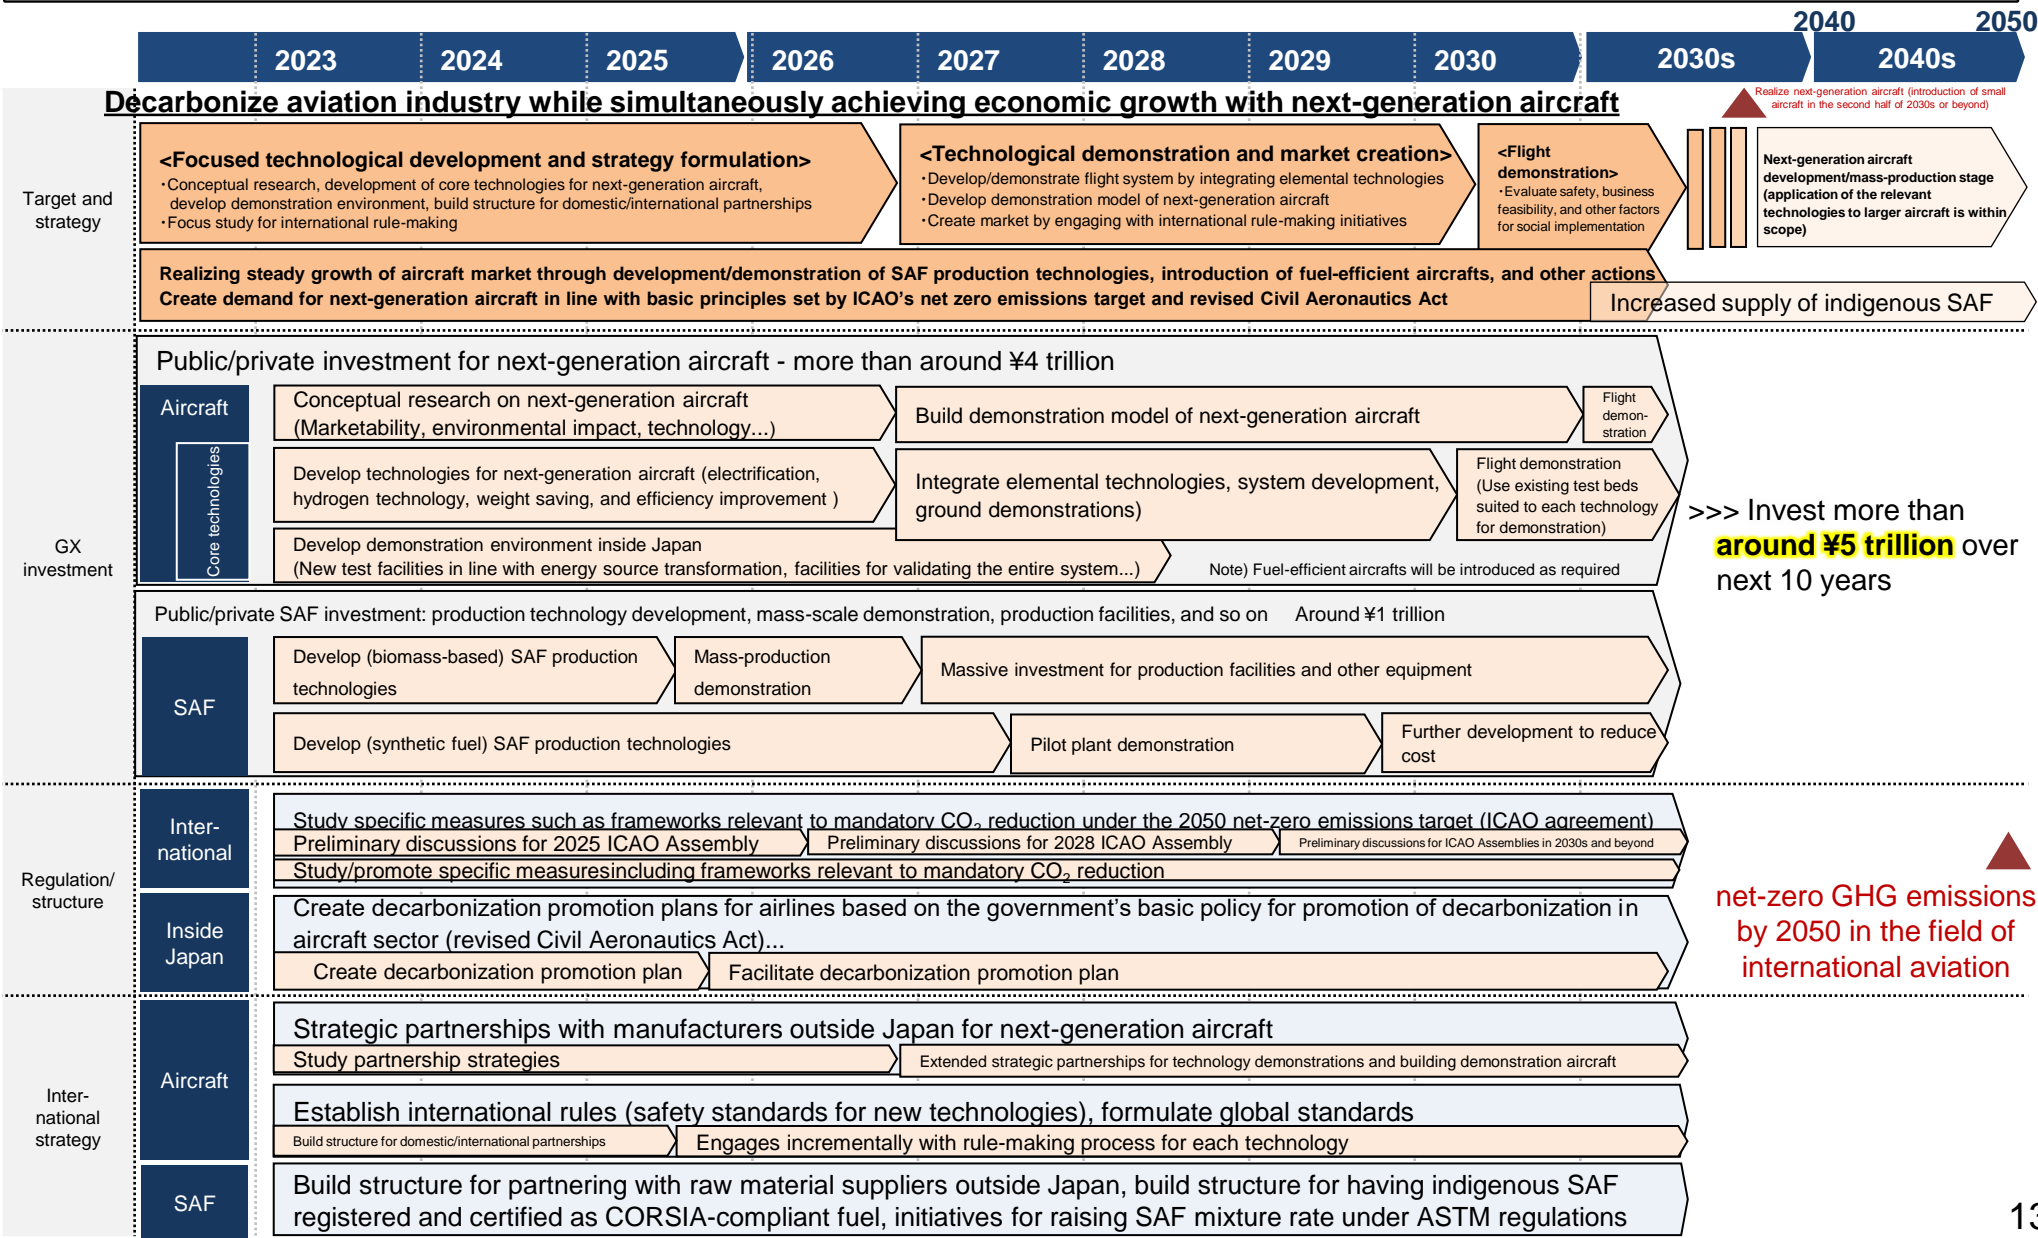 2040 2050
2023 2024 2025 2026 2027 2028 2029 2030 2030s 2040s
Decarbonize aviation industry while simultaneously achieving economic growth with next-generation aircraft
Realize next-generation aircraft (introduction of small
aircraft in the second half of 2030s or beyond)
Target and
strategy
<Focused technological development and strategy formulation>
・Conceptual research, development of core technologies for next-generation aircraft,
develop demonstration environment, build structure for domestic/international partnerships
・Focus study for international rule-making
<Technological demonstration and market creation>
・Develop/demonstrate flight system by integrating elemental technologies
・Develop demonstration model of next-generation aircraft
・Create market by engaging with international rule-making initiatives
<Flight
demonstration>
・Evaluate safety, business
feasibility, and other factors
for social implementation
Next-generation aircraft
development/mass-production stage
(application of the relevant
technologies to larger aircraft is within
scope)
Realizing steady growth of aircraft market through development/demonstration of SAF production technologies, introduction of fuel-efficient aircrafts, and other actions
Create demand for next-generation aircraft in line with basic principles set by ICAO's net zero emissions target and revised Civil Aeronautics Act
Increased supply of indigenous SAF
GX
investment
Public/private investment for next-generation aircraft - more than around ¥4 trillion
Aircraft
Core technologies
Conceptual research on next-generation aircraft
(Marketability, environmental impact, technology...)
Build demonstration model of next-generation aircraft
Flight
demon-
stration
Develop technologies for next-generation aircraft (electrification,
hydrogen technology, weight saving, and efficiency improvement )
Integrate elemental technologies, system development,
ground demonstrations)
Flight demonstration
(Use existing test beds
suited to each technology
for demonstration)
Develop demonstration environment inside Japan
(New test facilities in line with energy source transformation, facilities for validating the entire system...)
Note) Fuel-efficient aircrafts will be introduced as required
>>> Invest more than
around ¥5 trillion over
next 10 years
Public/private SAF investment: production technology development, mass-scale demonstration, production facilities, and so on Around ¥1 trillion
SAF
Develop (biomass-based) SAF production
technologies
Mass-production
demonstration
Massive investment for production facilities and other equipment
Develop (synthetic fuel) SAF production technologies
Pilot plant demonstration
Further development to reduce
cost
Regulation/
structure
Inter-
national
Study specific measures such as frameworks relevant to mandatory CO2 reduction under the 2050 net-zero emissions target (ICAO agreement)
Preliminary discussions for 2025 ICAO Assembly
Preliminary discussions for 2028 ICAO Assembly
Preliminary discussions for ICAO Assemblies in 2030s and beyond
Study/promote specific measuresincluding frameworks relevant to mandatory CO2 reduction
Inside
Japan
Create decarbonization promotion plans for airlines based on the government's basic policy for promotion of decarbonization in
aircraft sector (revised Civil Aeronautics Act)...
Create decarbonization promotion plan
Facilitate decarbonization promotion plan
net-zero GHG emissions
by 2050 in the field of
international aviation
Inter-
national
strategy
Aircraft
Strategic partnerships with manufacturers outside Japan for next-generation aircraft
Study partnership strategies
Extended strategic partnerships for technology demonstrations and building demonstration aircraft
Establish international rules (safety standards for new technologies), formulate global standards
Build structure for domestic/international partnerships
Engages incrementally with rule-making process for each technology
SAF
Build structure for partnering with raw material suppliers outside Japan, build structure for having indigenous SAF
registered and certified as CORSIA-compliant fuel, initiatives for raising SAF mixture rate under ASTM regulations
13